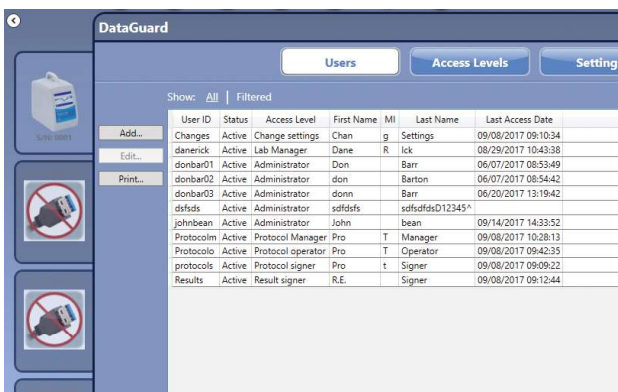 DataGuard
Users Access Levels Setting
Show: All | Filtered
Add...
Edit...
Print...
User ID Status Access Level First Name MI Last Name Last Access Date
Changes Active Change settings Chan g Settings 09/08/2017 09:10:34
danerick Active Lab Manager Dane R Ick 08/29/2017 10:43:38
donbar01 Active Administrator Don Barr 06/07/2017 08:53:49
donbar02 Active Administrator don Barton 06/07/2017 08:54:42
donbar03 Active Administrator donn Barr 06/20/2017 13:19:42
dsfsds Active Administrator sdfdsfs sdfsdfdsD12345^
johnbean Active Administrator John bean 09/14/2017 14:33:52
Protocolm Active Protocol Manager Pro T Manager 09/08/2017 10:28:13
Protocolo Active Protocol operator Pro T Operator 09/08/2017 09:42:35
protocols Active Protocol signer Pro t Signer 09/08/2017 09:09:22
Results Active Result signer R.E. Signer 09/08/2017 09:12:44